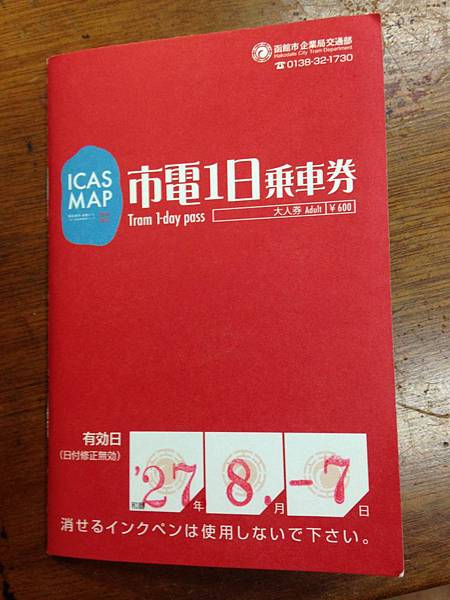 函館市企業局交通部
Hakodate City Tram Department
☎0138-32-1730
ICAS
MAP
市電1日乗車券
Tram 1-day pass
大人券 Adult ¥600
有効日
(日付修正無効)
'27年 8.月 -7日
消せるインクペンは使用しないで下さい。